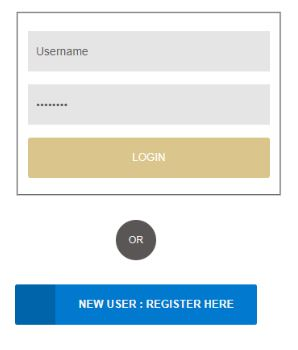 Username
••••••••
LOGIN
OR
NEW USER : REGISTER HERE